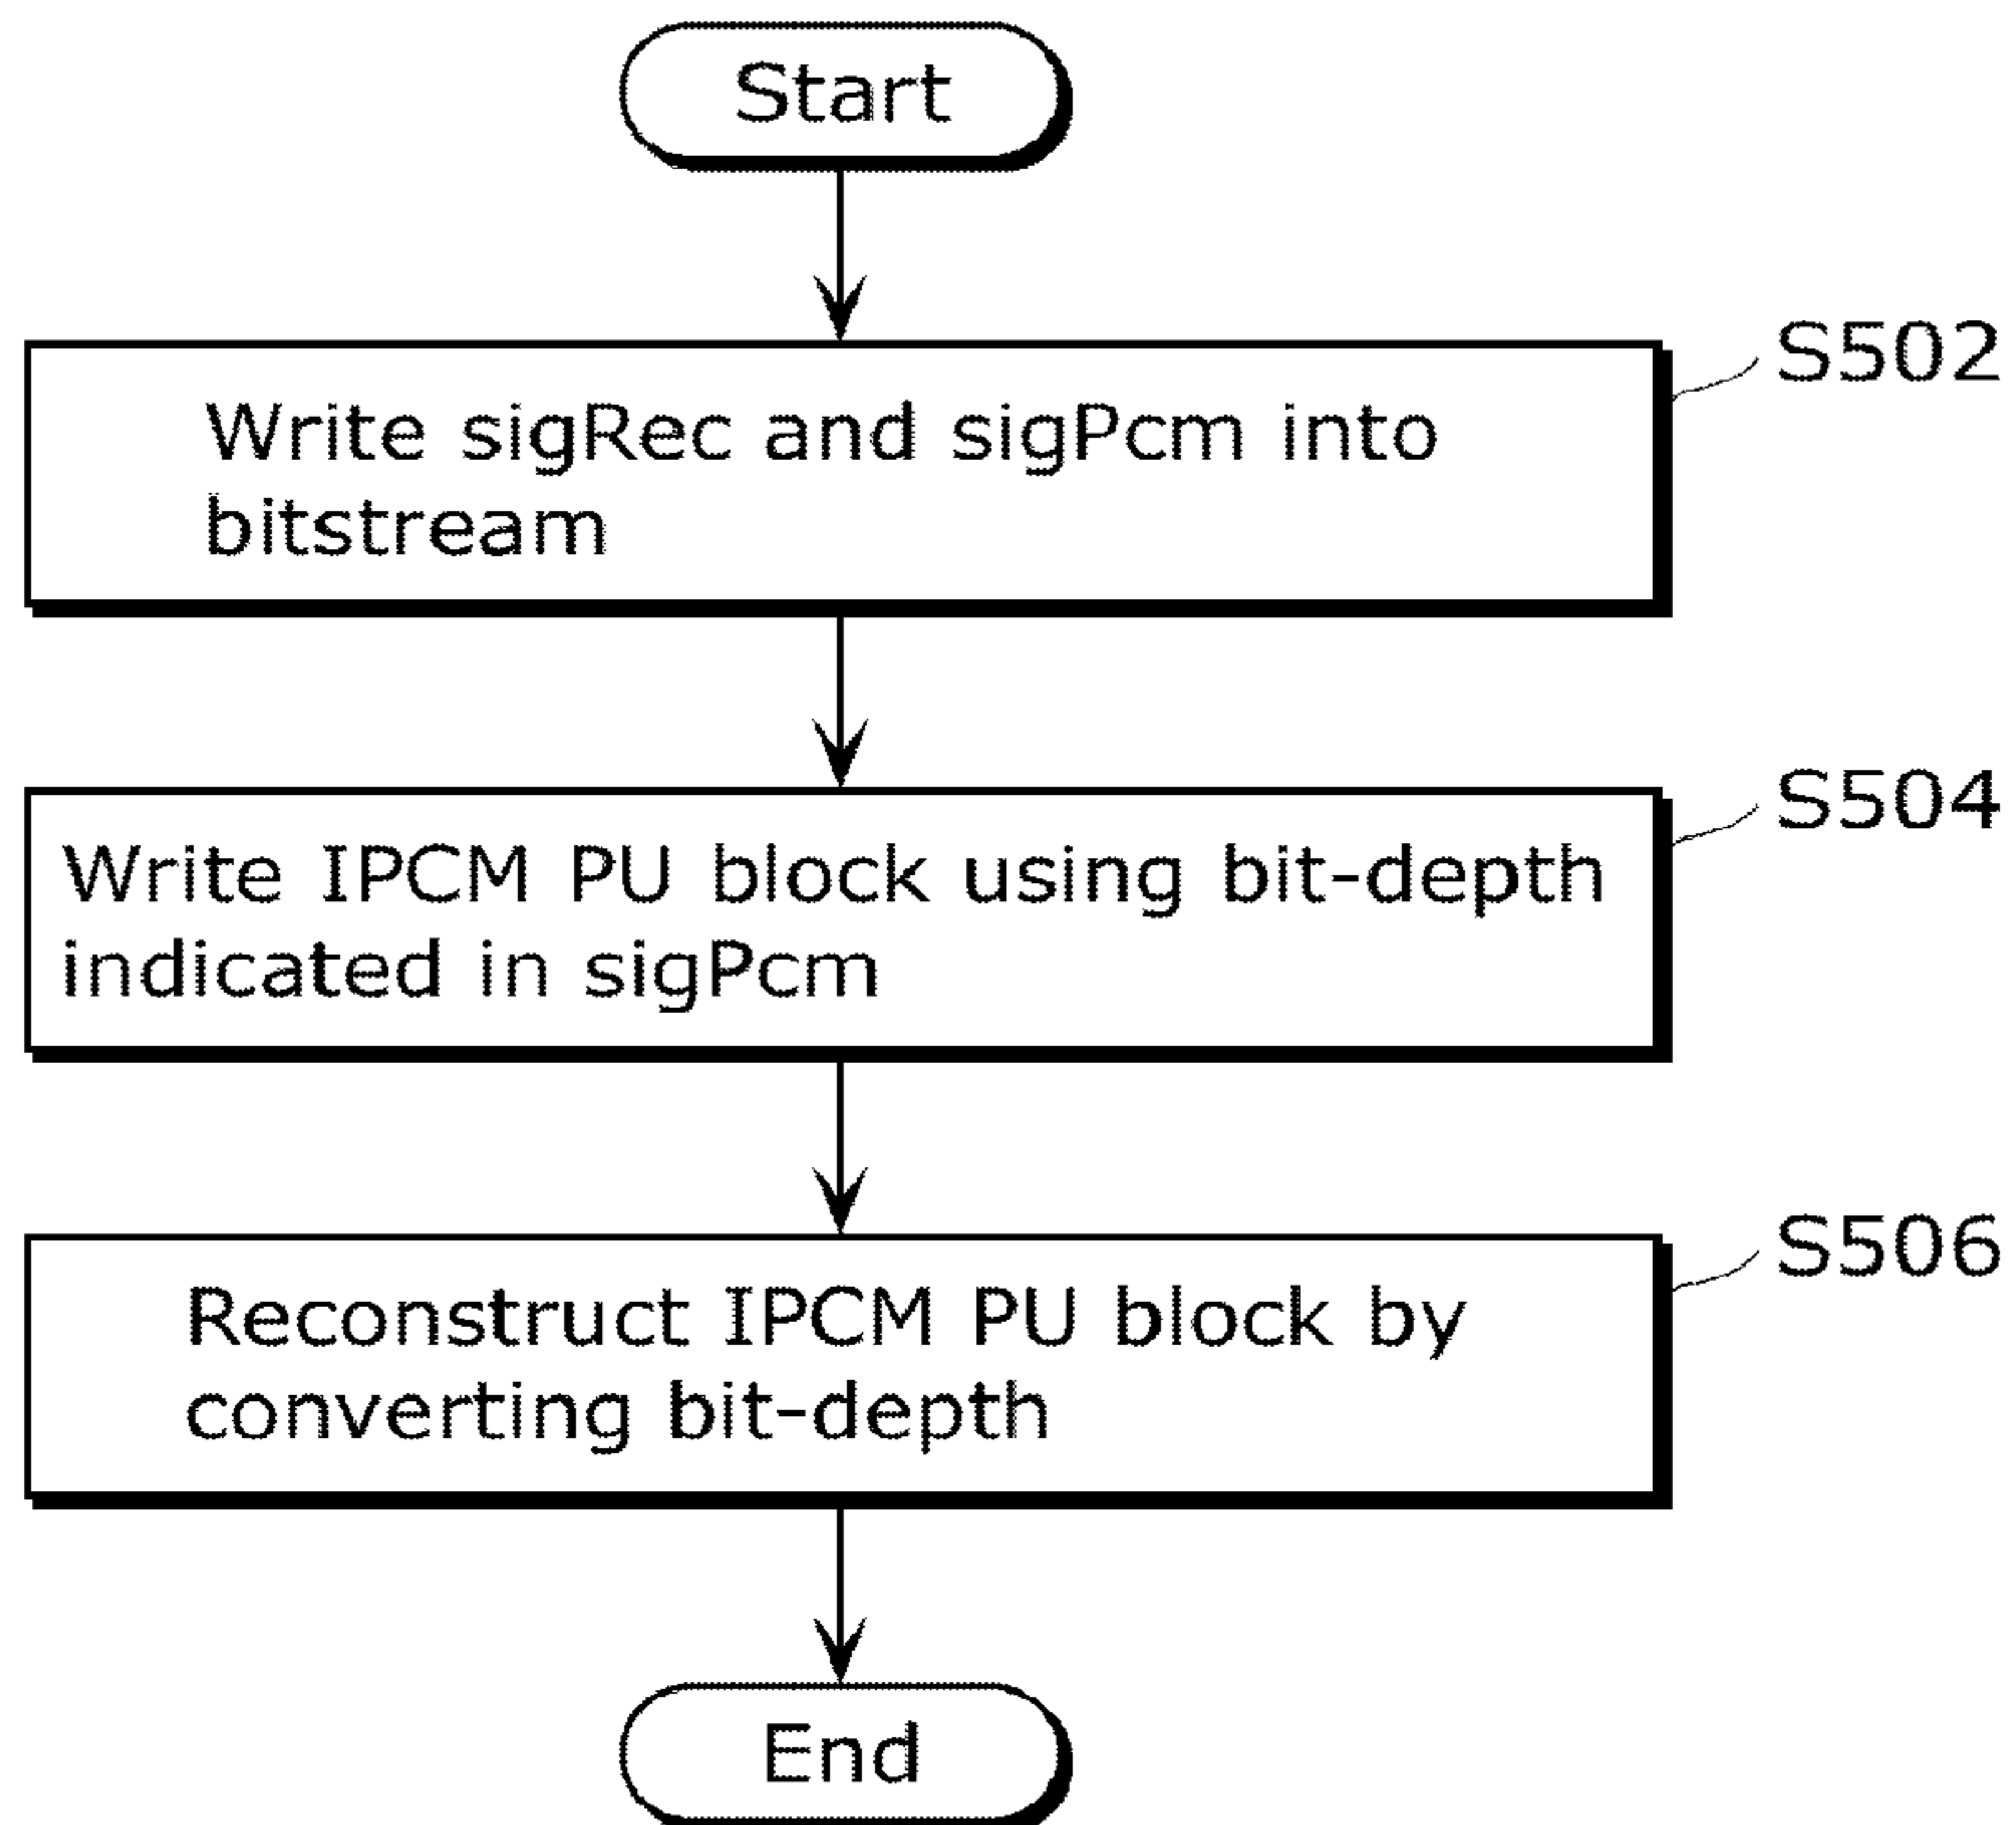 Start
S502
Write sigRec and sigPcm into
bitstream
S504
Write IPCM PU block using bit-depth
indicated in sigPcm
S506
Reconstruct IPCM PU block by
converting bit-depth
End